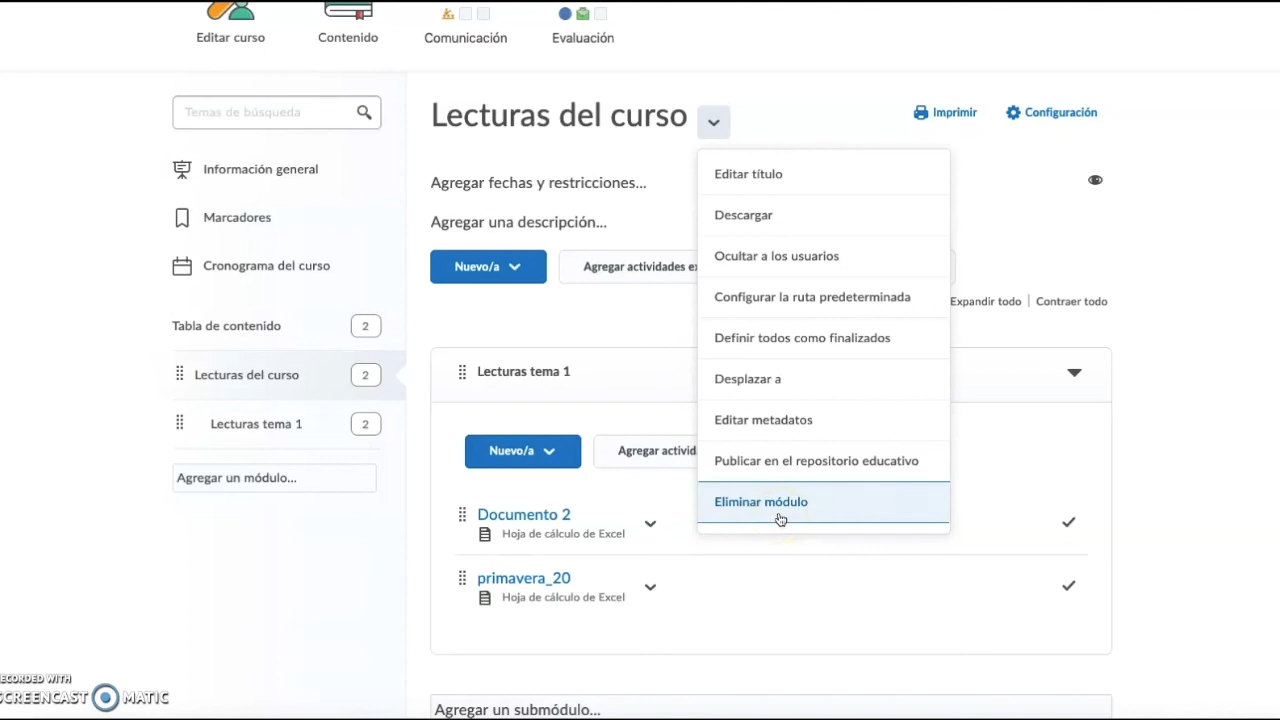 Editar curso
Contenido
Comunicación
Evaluación
Temas de búsqueda
Información general
Marcadores
Cronograma del curso
Tabla de contenido 2
Lecturas del curso 2
Lecturas tema 1 2
Agregar un módulo...
Lecturas del curso
Imprimir
Configuración
Agregar fechas y restricciones...
Agregar una descripción...
Nuevo/a
Agregar actividades
Editar título
Descargar
Ocultar a los usuarios
Configurar la ruta predeterminada
Definir todos como finalizados
Desplazar a
Editar metadatos
Publicar en el repositorio educativo
Eliminar módulo
Expandir todo | Contraer todo
Lecturas tema 1
Nuevo/a
Agregar
Documento 2
Hoja de cálculo de Excel
primavera_20
Hoja de cálculo de Excel
Agregar un submódulo...
RECORDED WITH
SCREENCAST MATIC